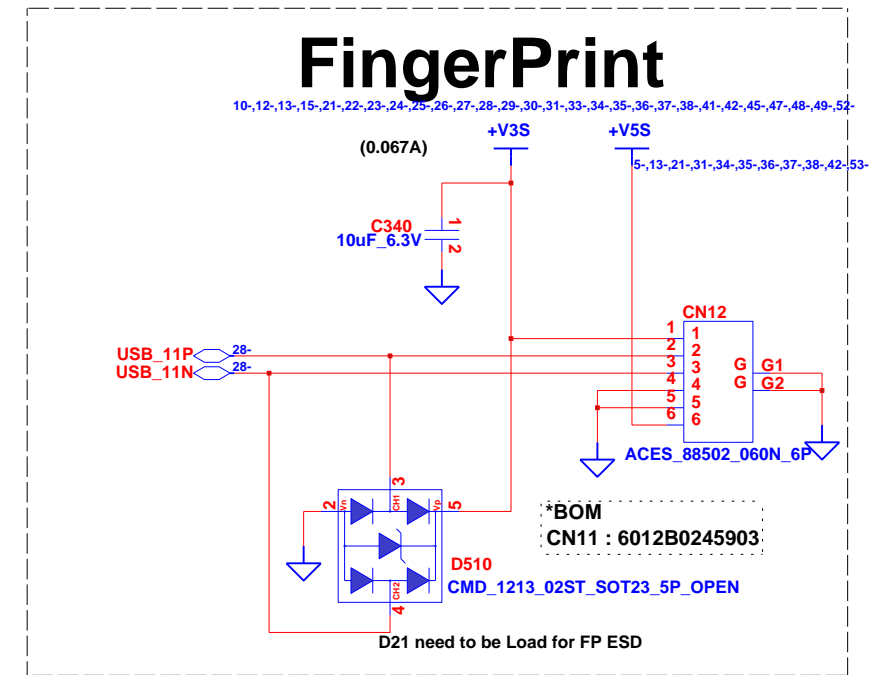 FingerPrint
10-,12-,13-,15-,21-,22-,23-,24-,25-,26-,27-,28-,29-,30-,31-,33-,34-,35-,36-,37-,38-,41-,42-,45-,47-,48-,49-,52-
+V3S
+V5S
(0.067A)
5-,13-,21-,31-,34-,35-,36-,37-,38-,42-,53-
C340
10uF_6.3V
1
2
CN12
1
1
2
2
3
3
4
4
5
5
6
6
G
G1
G
G2
USB_11P
28-
USB_11N
28-
ACES_88502_060N_6P
3
2
Vn
CH1
Vp
5
CH2
4
*BOM
CN11 : 6012B0245903
D510
CMD_1213_02ST_SOT23_5P_OPEN
D21 need to be Load for FP ESD